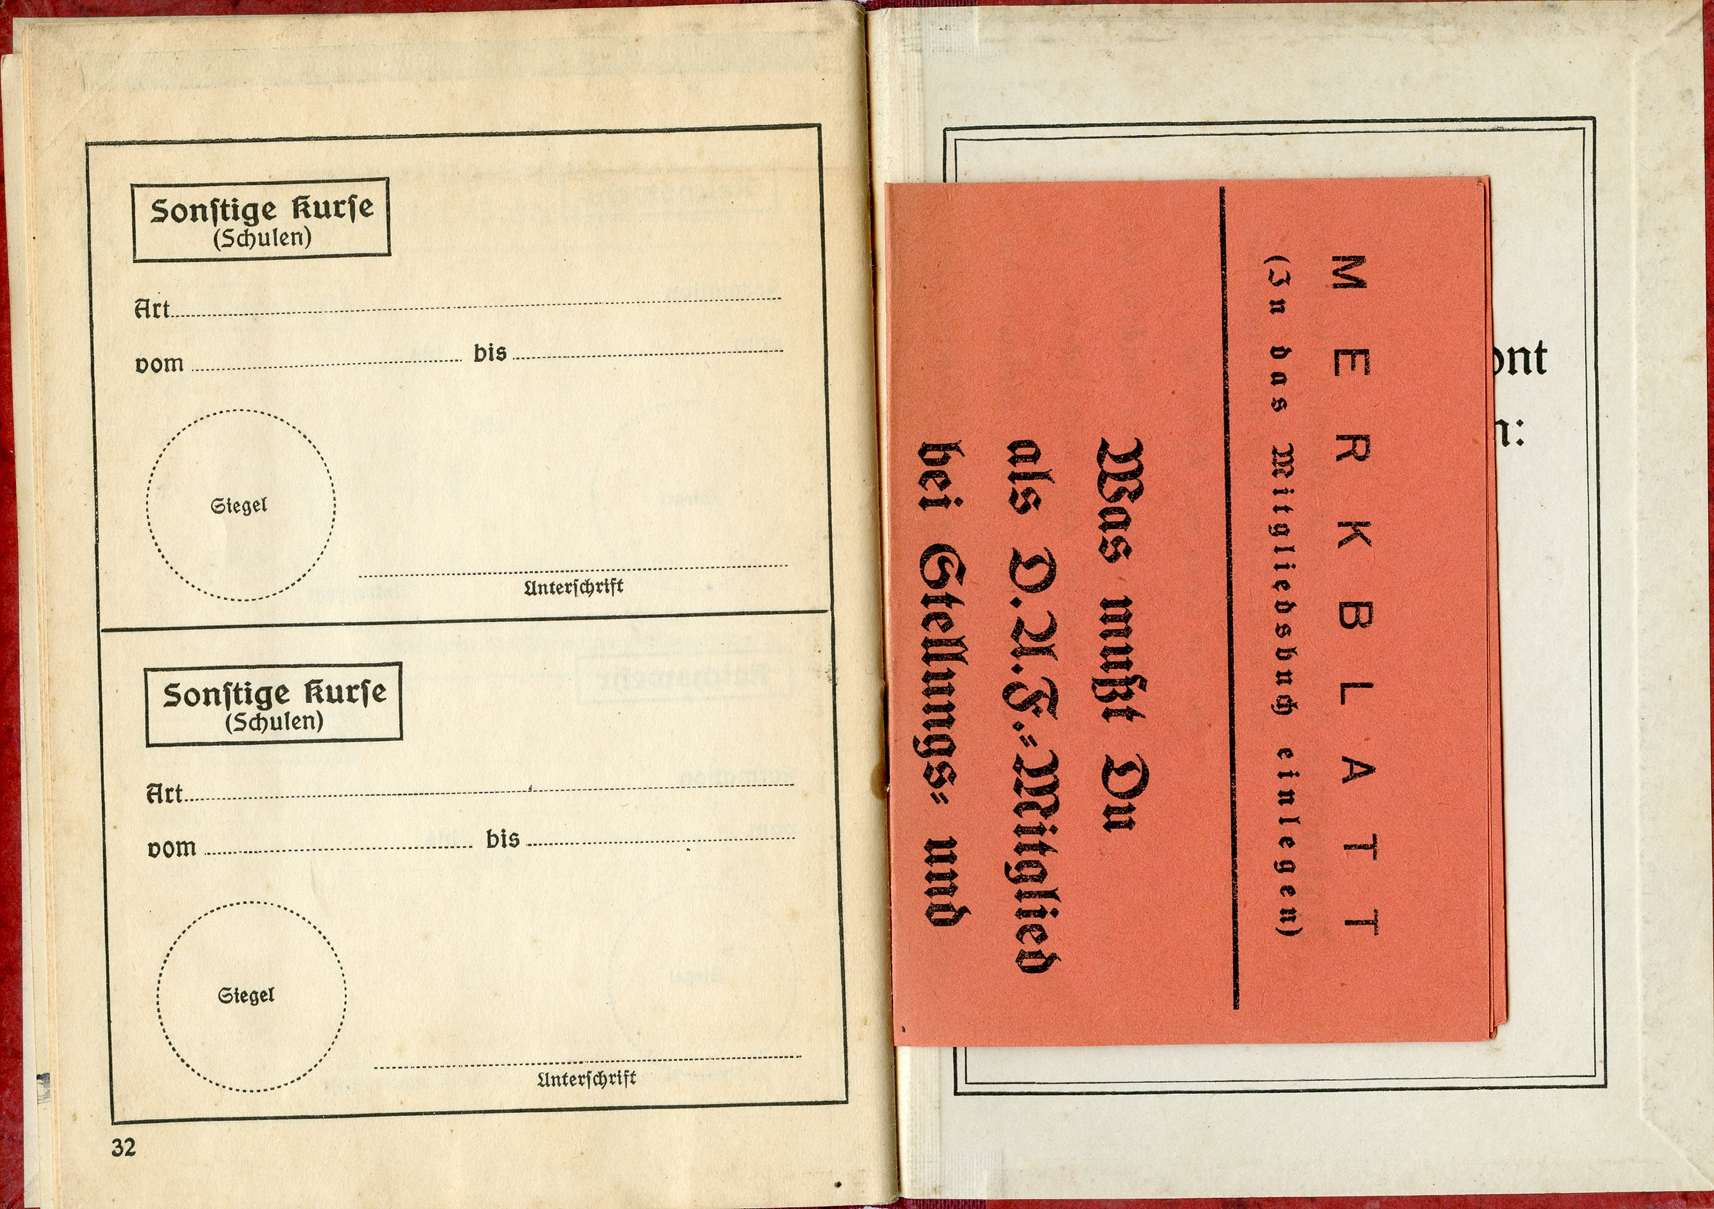 Sonſtige Kurſe
(Schulen)
Art
vom bis
Siegel
Unterſchrift
Sonſtige Kurſe
(Schulen)
Art
vom bis
Siegel
Unterſchrift
32
MERKBLATT
(In das Mitgliedsbuch einlegen)
Was mußt Du
als D.A.F.=Mitglied
bei Stellungs= und
ont
n: